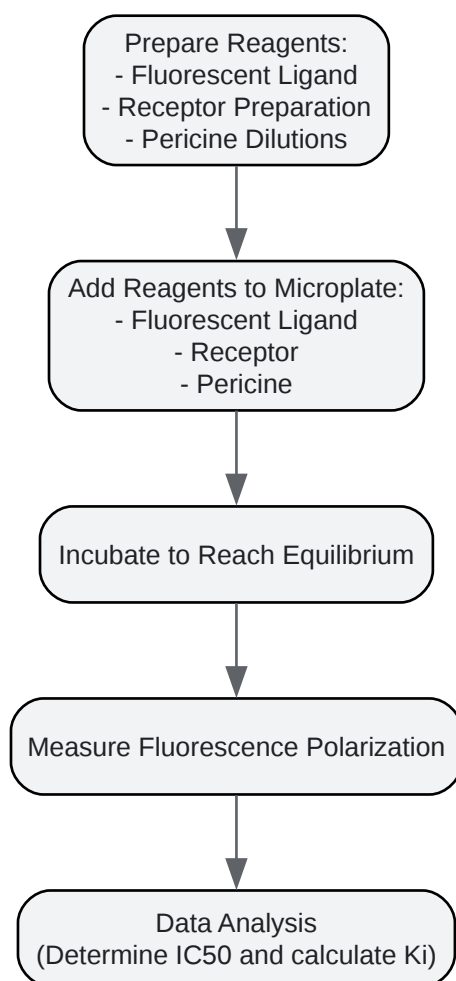 Prepare Reagents:
- Fluorescent Ligand
- Receptor Preparation
- Pericine Dilutions
Add Reagents to Microplate:
- Fluorescent Ligand
- Receptor
- Pericine
Incubate to Reach Equilibrium
Measure Fluorescence Polarization
Data Analysis
(Determine IC50 and calculate Ki)